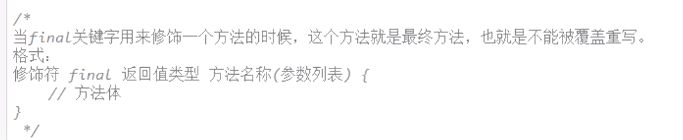 /*
当final关键字用来修饰一个方法的时候，这个方法就是最终方法，也就是不能被覆盖重写。
格式：
修饰符 final 返回值类型 方法名称(参数列表) {
    // 方法体
}
 */